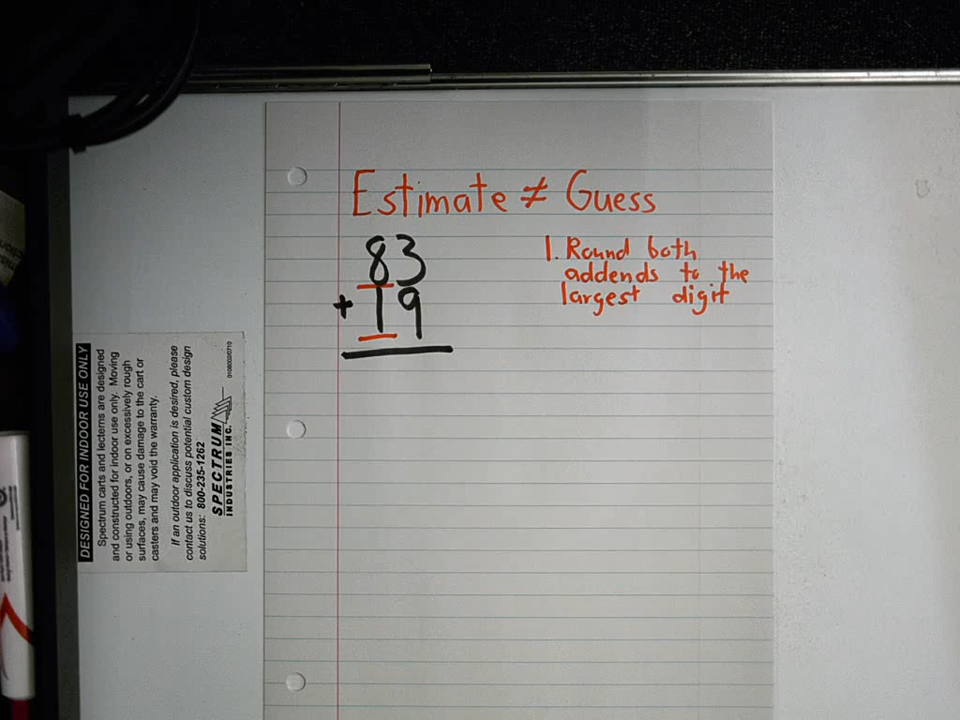 Estimate ≠ Guess
83
+ 19
1. Round both
addends to the
largest digit
DESIGNED FOR INDOOR USE ONLY
Spectrum carts and lecterns are designed
and constructed for indoor use only. Moving
or using outdoors, or on excessively rough
surfaces, may cause damage to the cart or
casters and may void the warranty.
If an outdoor application is desired, please
contact us to discuss potential custom design
solutions: 800-235-1262
SPECTRUM
INDUSTRIES INC.